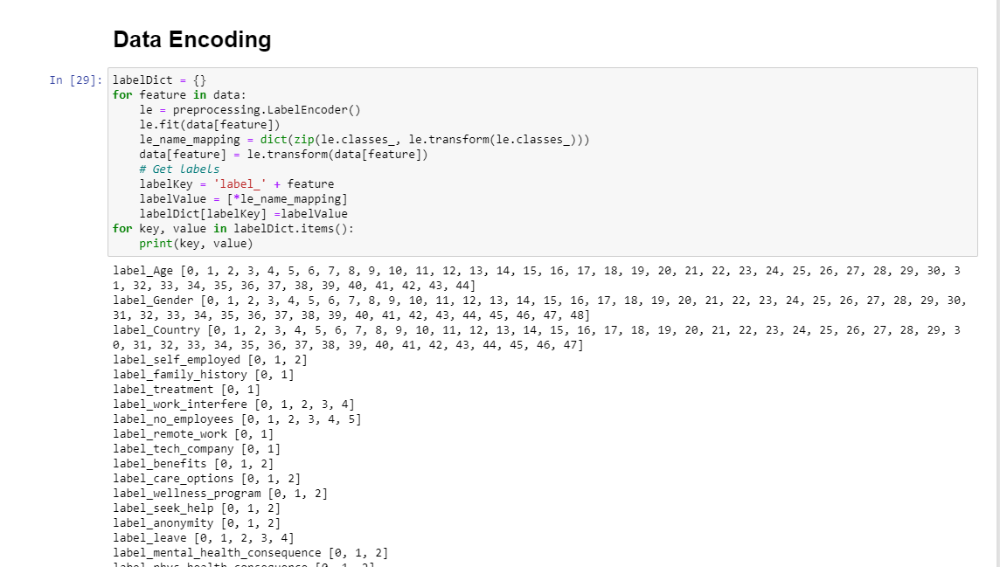 Data Encoding
In [29]:
labelDict = {}
for feature in data:
    le = preprocessing.LabelEncoder()
    le.fit(data[feature])
    le_name_mapping = dict(zip(le.classes_, le.transform(le.classes_)))
    data[feature] = le.transform(data[feature])
    # Get labels
    labelKey = 'label_' + feature
    labelValue = [*le_name_mapping]
    labelDict[labelKey] =labelValue
for key, value in labelDict.items():
    print(key, value)
label_Age [0, 1, 2, 3, 4, 5, 6, 7, 8, 9, 10, 11, 12, 13, 14, 15, 16, 17, 18, 19, 20, 21, 22, 23, 24, 25, 26, 27, 28, 29, 30, 3
1, 32, 33, 34, 35, 36, 37, 38, 39, 40, 41, 42, 43, 44]
label_Gender [0, 1, 2, 3, 4, 5, 6, 7, 8, 9, 10, 11, 12, 13, 14, 15, 16, 17, 18, 19, 20, 21, 22, 23, 24, 25, 26, 27, 28, 29, 30,
31, 32, 33, 34, 35, 36, 37, 38, 39, 40, 41, 42, 43, 44, 45, 46, 47, 48]
label_Country [0, 1, 2, 3, 4, 5, 6, 7, 8, 9, 10, 11, 12, 13, 14, 15, 16, 17, 18, 19, 20, 21, 22, 23, 24, 25, 26, 27, 28, 29, 3
0, 31, 32, 33, 34, 35, 36, 37, 38, 39, 40, 41, 42, 43, 44, 45, 46, 47]
label_self_employed [0, 1, 2]
label_family_history [0, 1]
label_treatment [0, 1]
label_work_interfere [0, 1, 2, 3, 4]
label_no_employees [0, 1, 2, 3, 4, 5]
label_remote_work [0, 1]
label_tech_company [0, 1]
label_benefits [0, 1, 2]
label_care_options [0, 1, 2]
label_wellness_program [0, 1, 2]
label_seek_help [0, 1, 2]
label_anonymity [0, 1, 2]
label_leave [0, 1, 2, 3, 4]
label_mental_health_consequence [0, 1, 2]
label_phys_health_consequence [0, 1, 2]